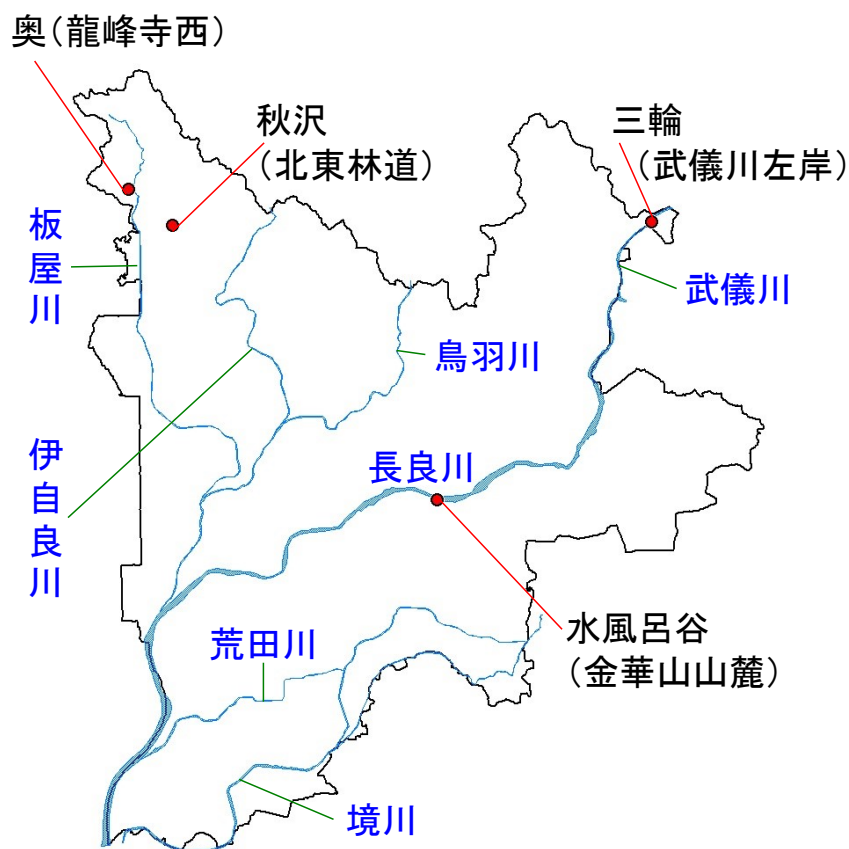 奥（龍峰寺西）
秋沢
（北東林道）
三輪
（武儀川左岸）
板屋川
武儀川
鳥羽川
伊自良川
長良川
水風呂谷
（金華山山麓）
荒田川
境川